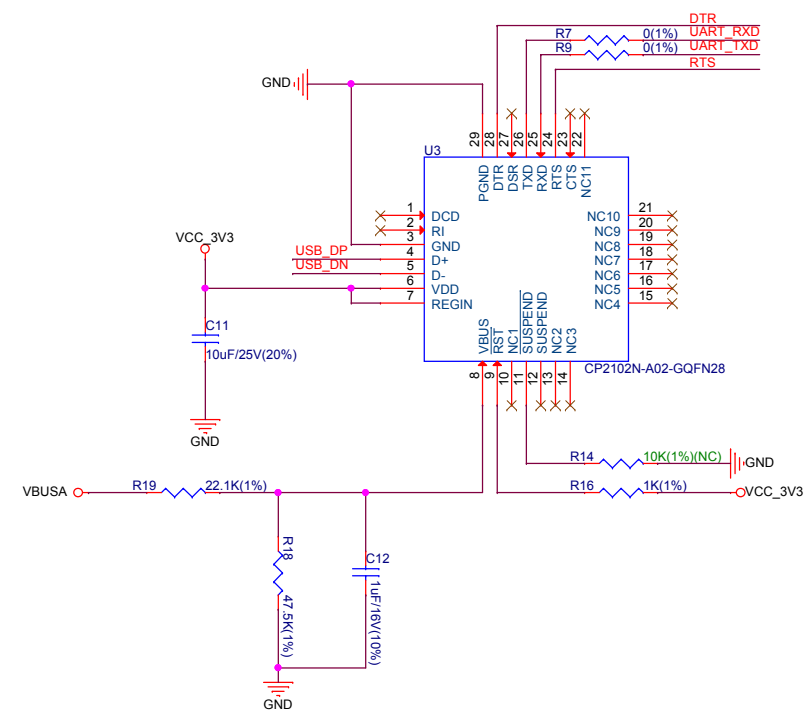 DTR
R7 0(1%) UART_RXD
R9 0(1%) UART_TXD
RTS
GND
29 28 27 26 25 24 23 22
U3
PGND DTR DSR TXD RXD RTS CTS NC11
1 DCD
2 RI
3 GND
USB_DP 4 D+
USB_DN 5 D-
6 VDD
7 REGIN
NC10 21
NC9 20
NC8 19
NC7 18
NC6 17
NC5 16
NC4 15
VCC_3V3
C11
10uF/25V(20%)
GND
VBUS RST NC1 SUSPEND SUSPEND NC2 NC3
8 9 10 11 12 13 14
CP2102N-A02-GQFN28
R14 10K(1%)(NC) GND
R16 1K(1%) VCC_3V3
VBUSA R19 22.1K(1%)
R18
47.5K(1%)
C12
1uF/16V(10%)
GND